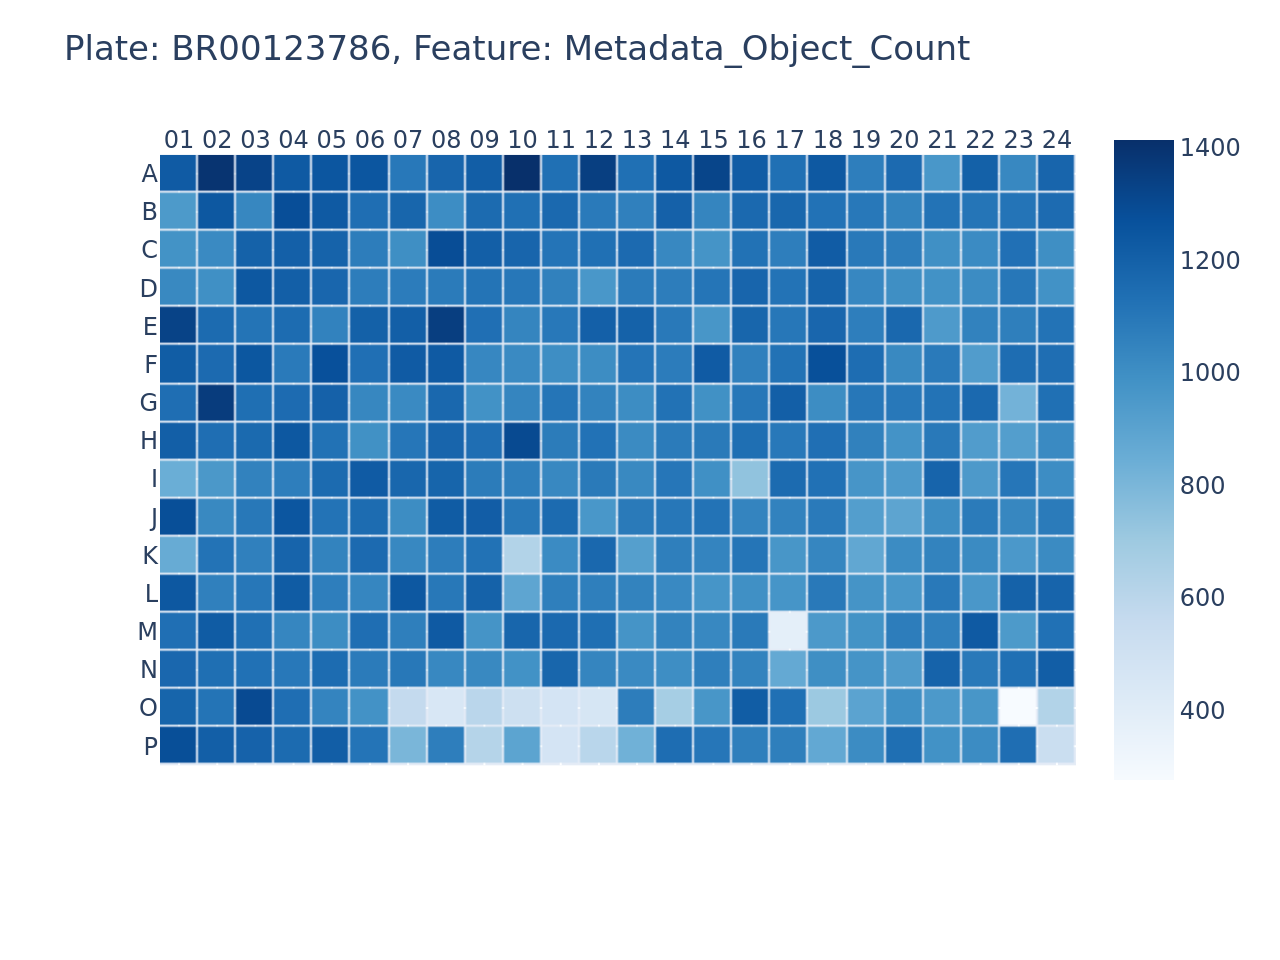 Plate: BR00123786, Feature: Metadata_Object_Count
01 02 03 04 05 06 07 08 09 10 11 12 13 14 15 16 17 18 19 20 21 22 23 24
A
B
C
D
E
F
G
H
I
J
K
L
M
N
O
P
1400
1200
1000
800
600
400